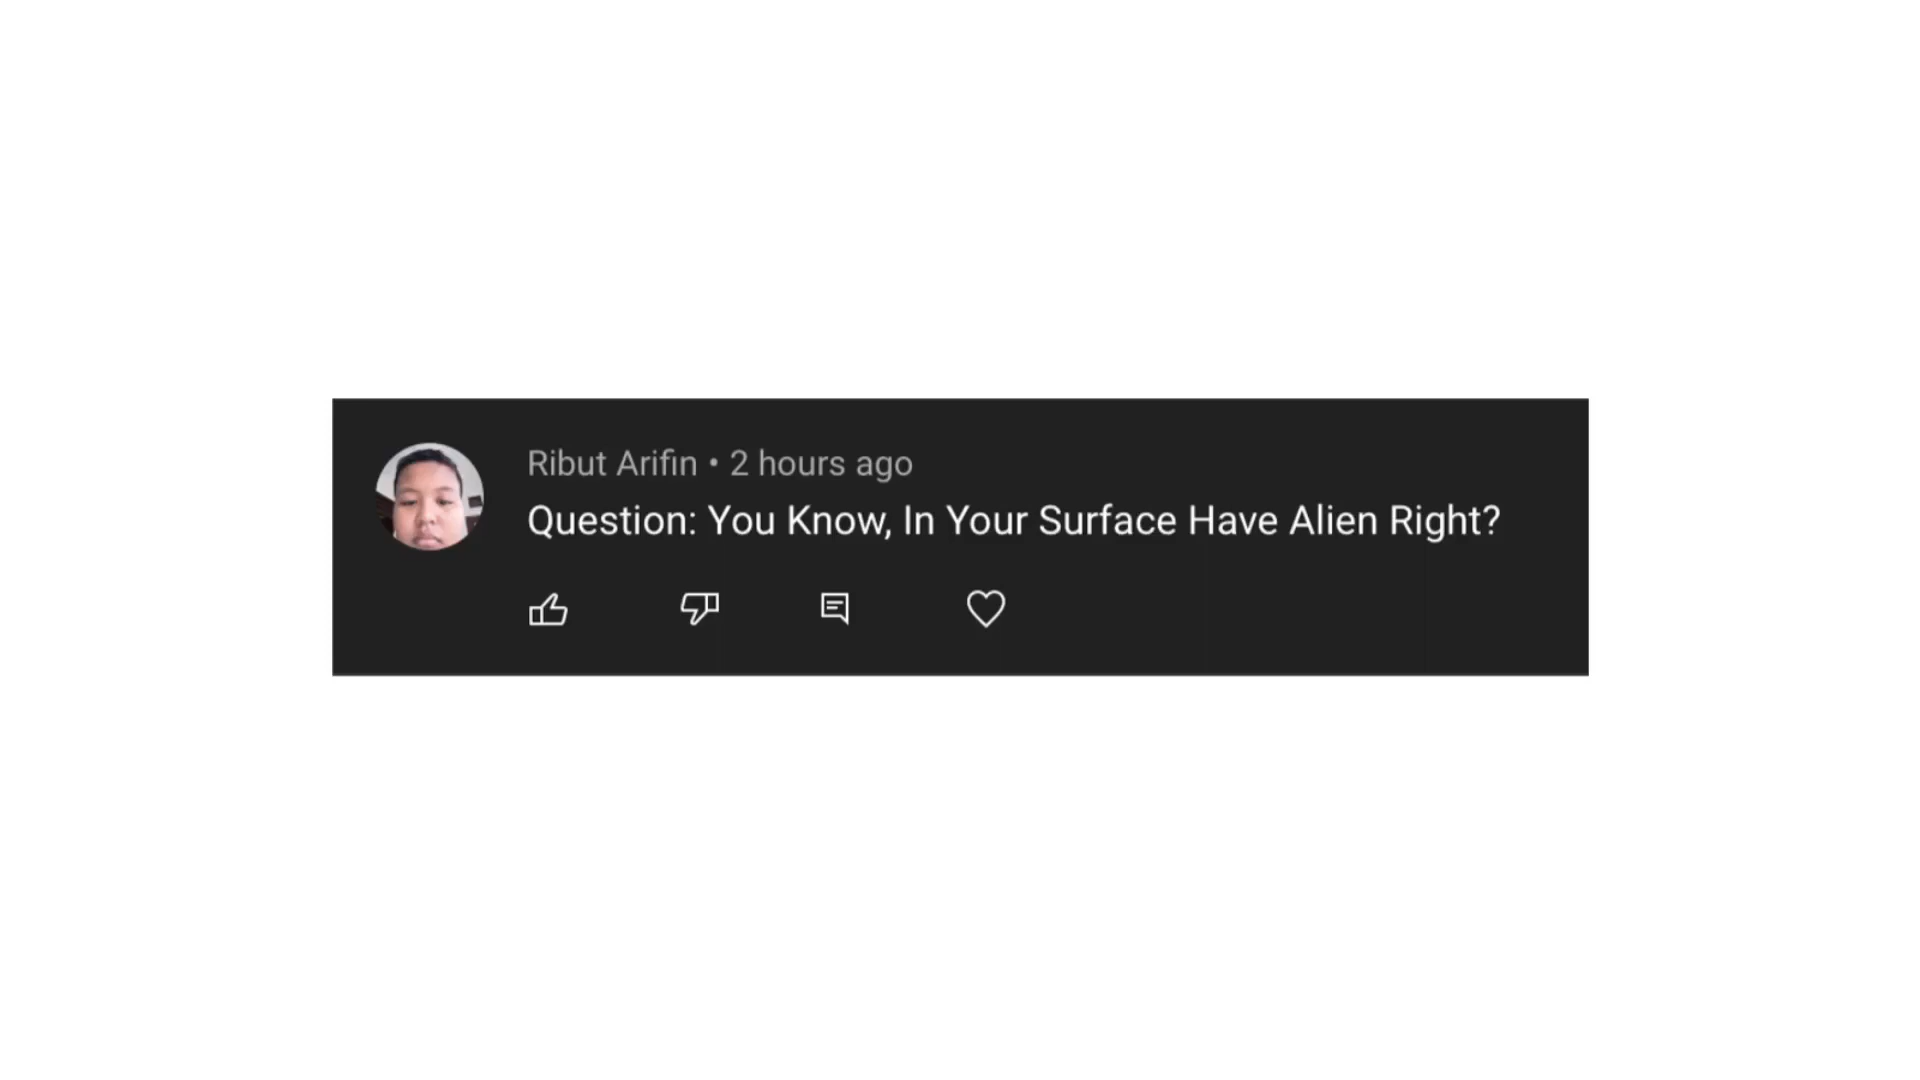 Ribut Arifin • 2 hours ago
Question: You Know, In Your Surface Have Alien Right?